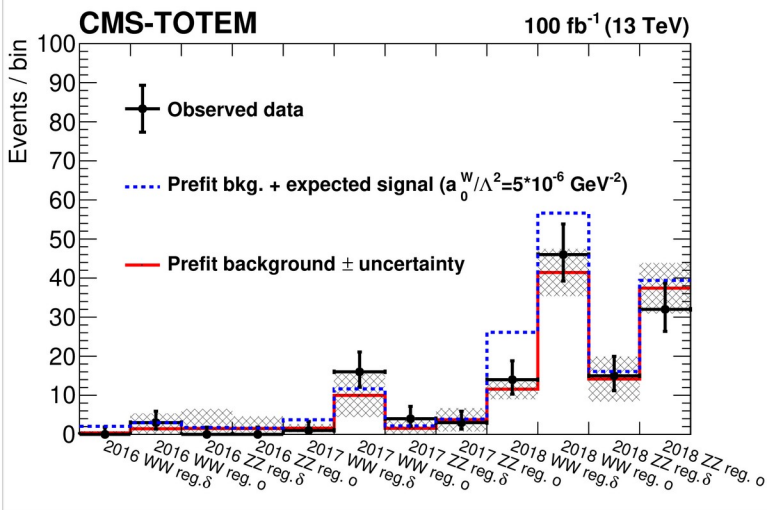 CMS-TOTEM
100 fb⁻¹ (13 TeV)
Events / bin
100
90
80
70
60
50
40
30
20
10
0
Observed data
Prefit bkg. + expected signal (a₀ᵂ/Λ²=5*10⁻⁶ GeV⁻²)
Prefit background ± uncertainty
2016 WW reg.δ
2016 WW reg. o
2016 ZZ reg.δ
2016 ZZ reg. o
2017 WW reg.δ
2017 WW reg. o
2017 ZZ reg.δ
2017 ZZ reg. o
2018 WW reg.δ
2018 WW reg. o
2018 ZZ reg.δ
2018 ZZ reg. o